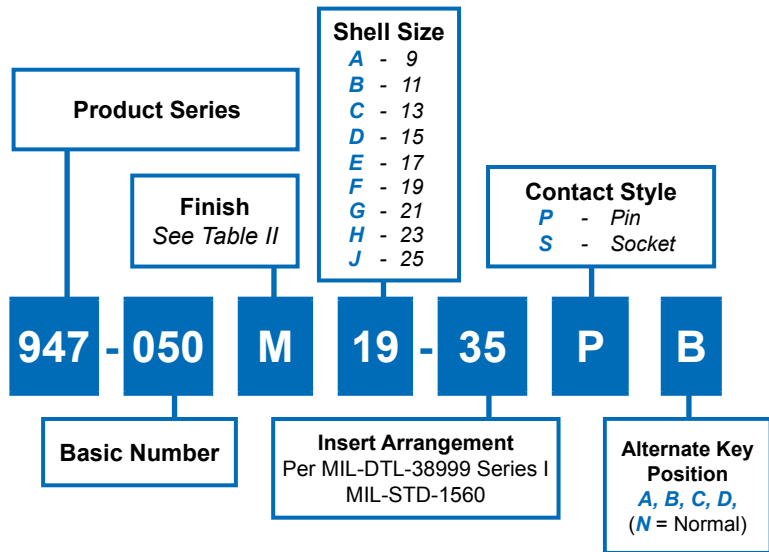 Product Series
Finish
See Table II
Shell Size
A - 9
B - 11
C - 13
D - 15
E - 17
F - 19
G - 21
H - 23
J - 25
Contact Style
P - Pin
S - Socket
947 - 050 M 19 - 35 P B
Basic Number
Insert Arrangement
Per MIL-DTL-38999 Series I
MIL-STD-1560
Alternate Key
Position
A, B, C, D,
(N = Normal)